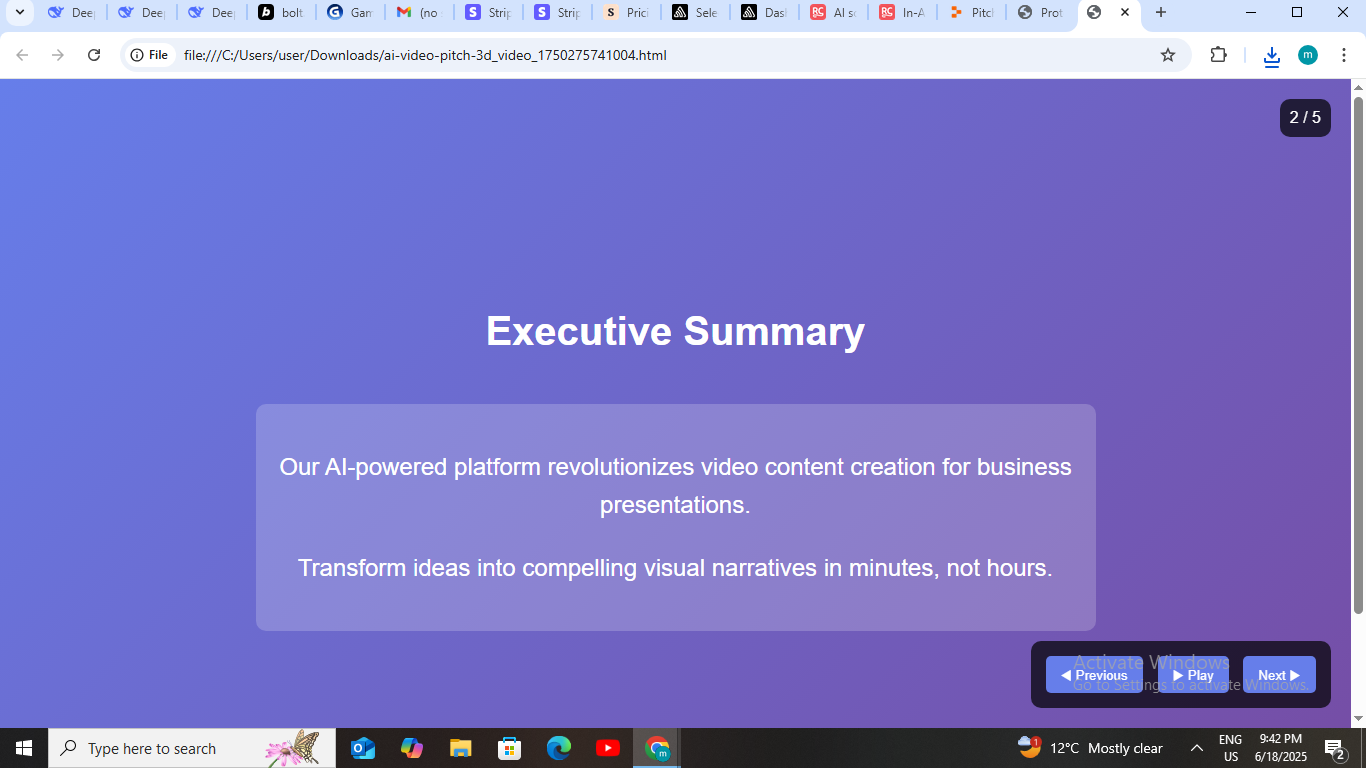 Deep
Deep
Deep
bolt
Gam
(no
Strip
Strip
Prici
Sele
Das
AI s
In-A
Pitch
Prot
File
file:///C:/Users/user/Downloads/ai-video-pitch-3d_video_1750275741004.html
m
2 / 5
Executive Summary
Our AI-powered platform revolutionizes video content creation for business
presentations.
Transform ideas into compelling visual narratives in minutes, not hours.
Activate Windows
Go to Settings to activate Windows.
Previous
Play
Next
Type here to search
12°C Mostly clear
ENG
US
9:42 PM
6/18/2025
2